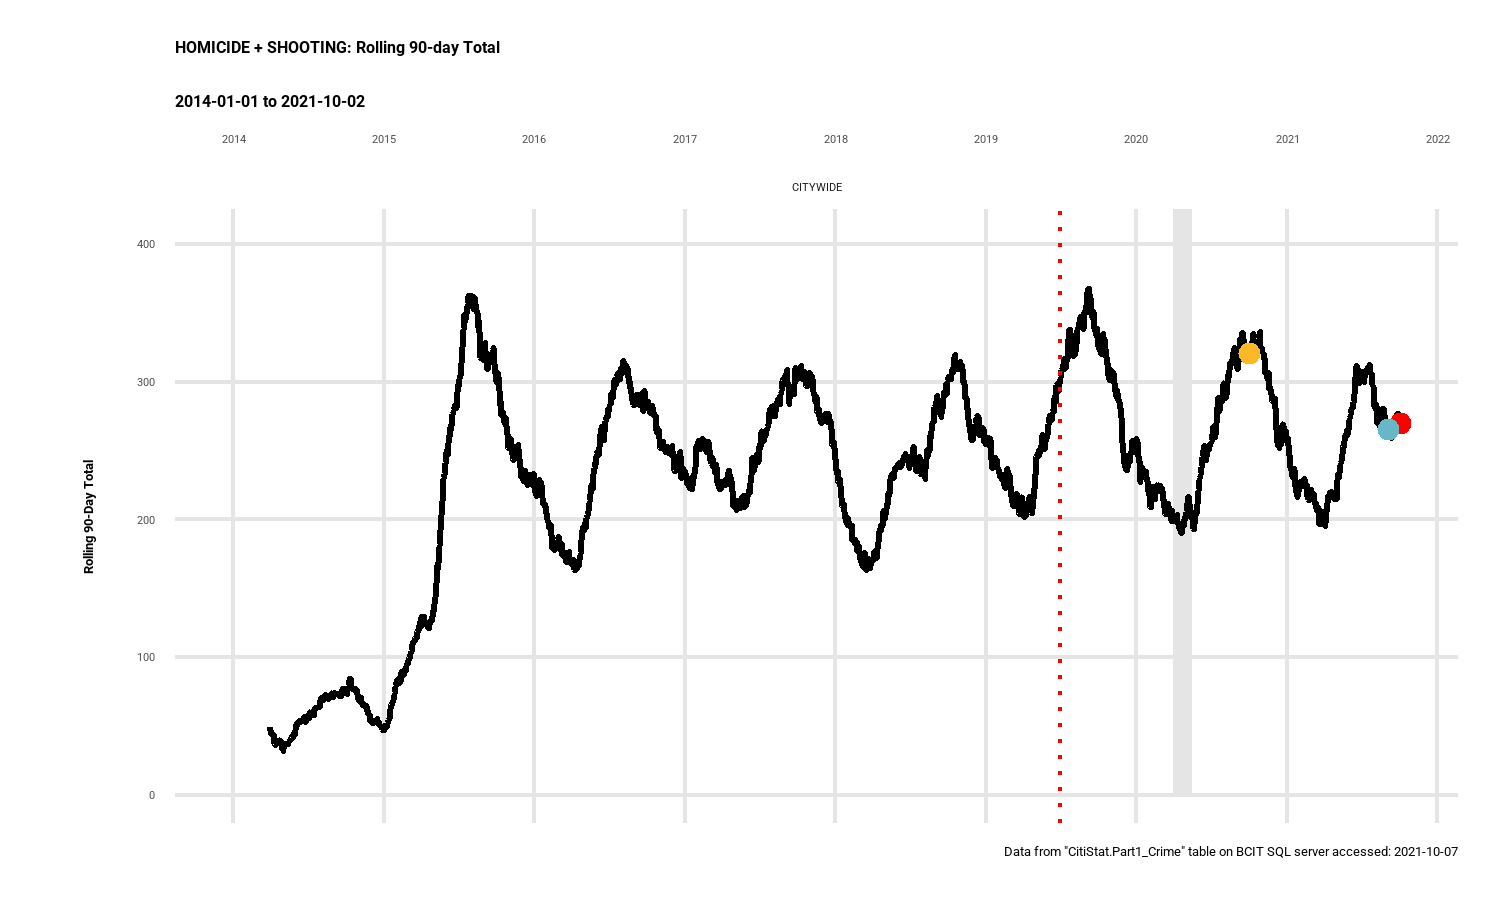 HOMICIDE + SHOOTING: Rolling 90-day Total
2014-01-01 to 2021-10-02
2014 2015 2016 2017 2018 2019 2020 2021 2022
CITYWIDE
400
300
200
100
0
Rolling 90-Day Total
Data from "CitiStat.Part1_Crime" table on BCIT SQL server accessed: 2021-10-07